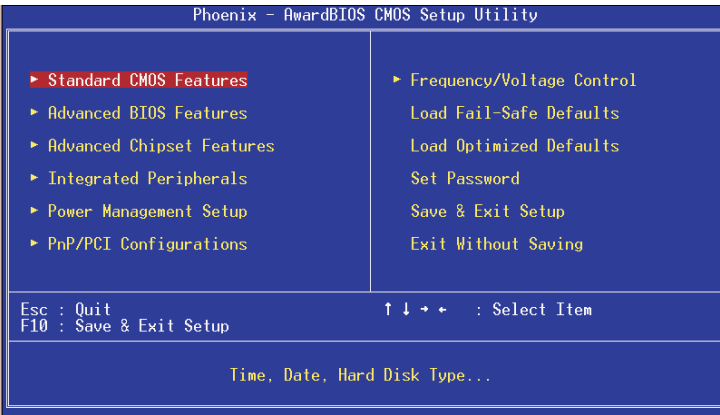 Phoenix - AwardBIOS CMOS Setup Utility
► Standard CMOS Features
► Advanced BIOS Features
► Advanced Chipset Features
► Integrated Peripherals
► Power Management Setup
► PnP/PCI Configurations
► Frequency/Voltage Control
Load Fail-Safe Defaults
Load Optimized Defaults
Set Password
Save & Exit Setup
Exit Without Saving
Esc : Quit
F10 : Save & Exit Setup
↑ ↓ → ← : Select Item
Time, Date, Hard Disk Type...